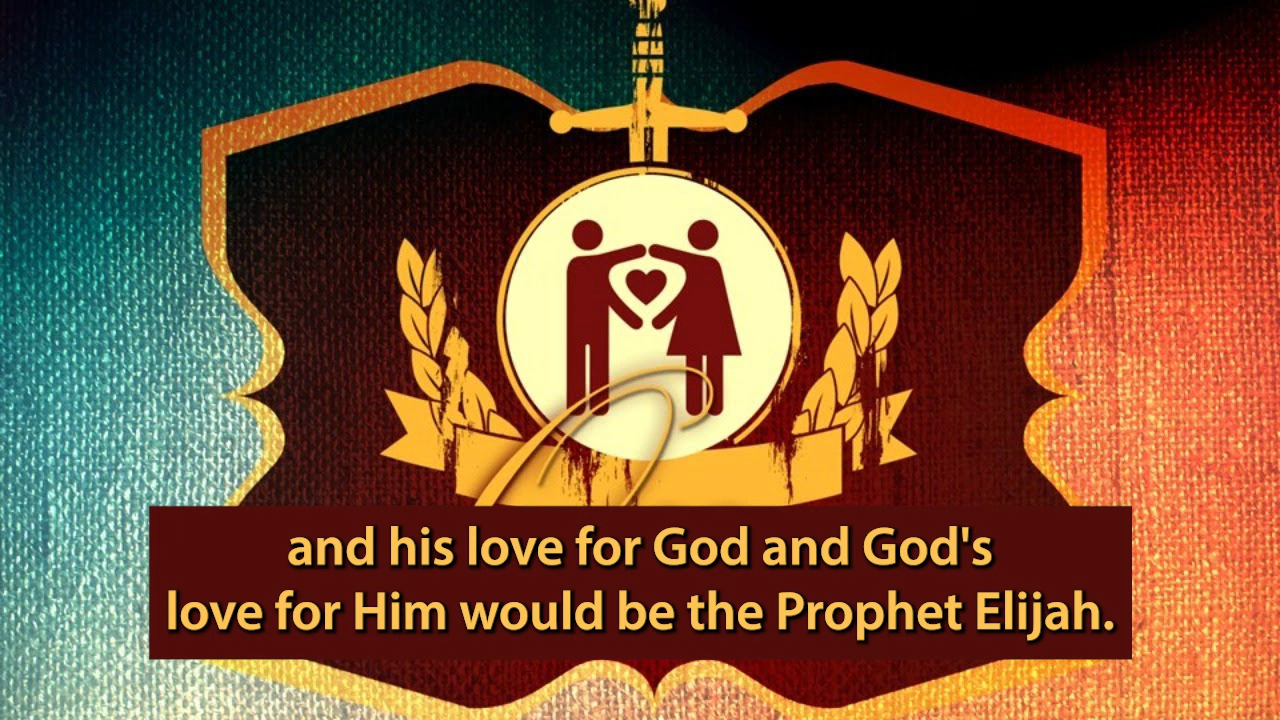 and his love for God and God's
love for Him would be the Prophet Elijah.